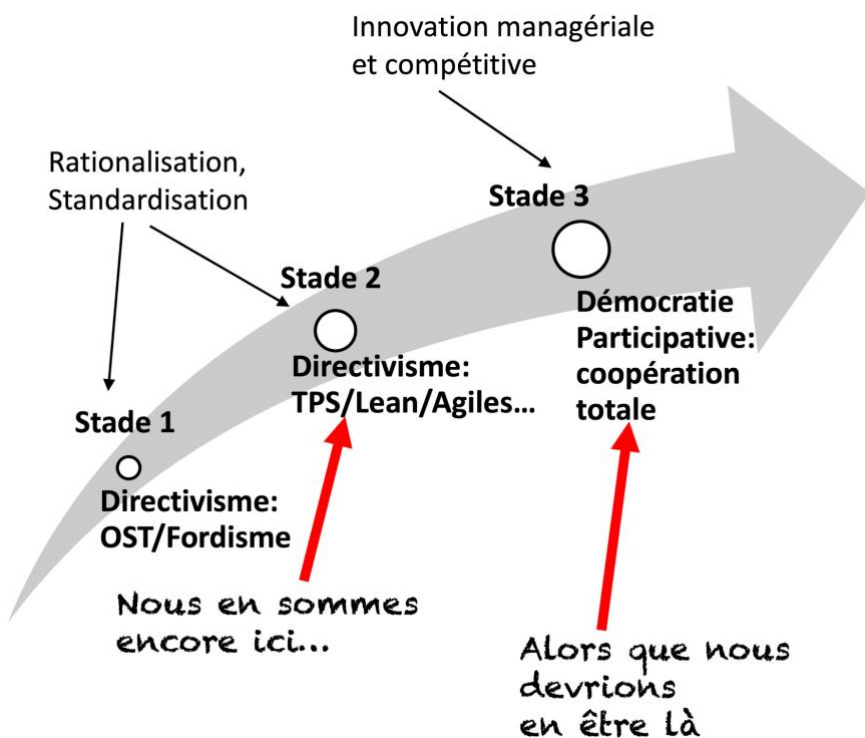 Innovation managériale
et compétitive
Rationalisation,
Standardisation
Stade 3
Stade 2
Démocratie
Participative:
coopération
totale
Directivisme:
TPS/Lean/Agiles...
Stade 1
Directivisme:
OST/Fordisme
Nous en sommes
encore ici...
Alors que nous
devrions
en être là